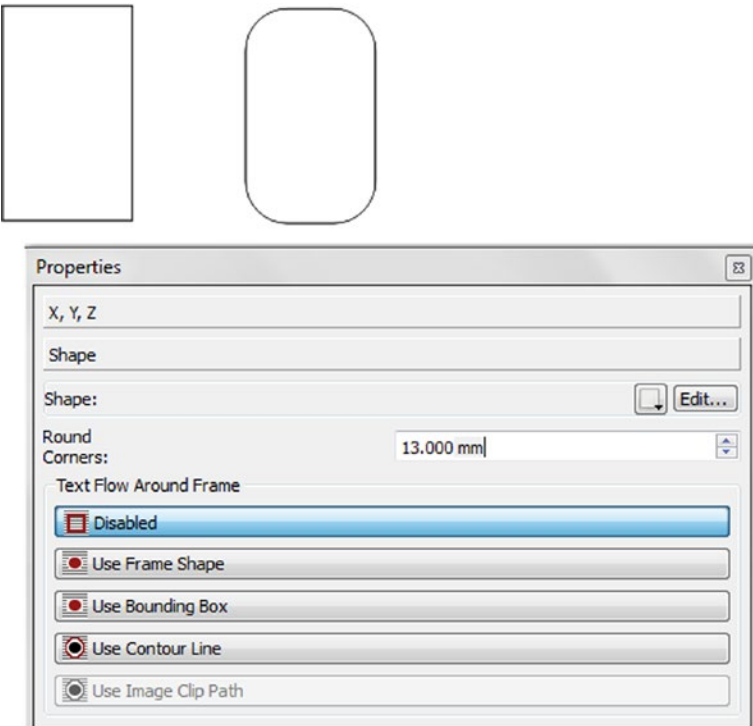 Properties
X, Y, Z
Shape
Shape:
Edit...
Round
Corners:
13.000 mm
Text Flow Around Frame
Disabled
Use Frame Shape
Use Bounding Box
Use Contour Line
Use Image Clip Path